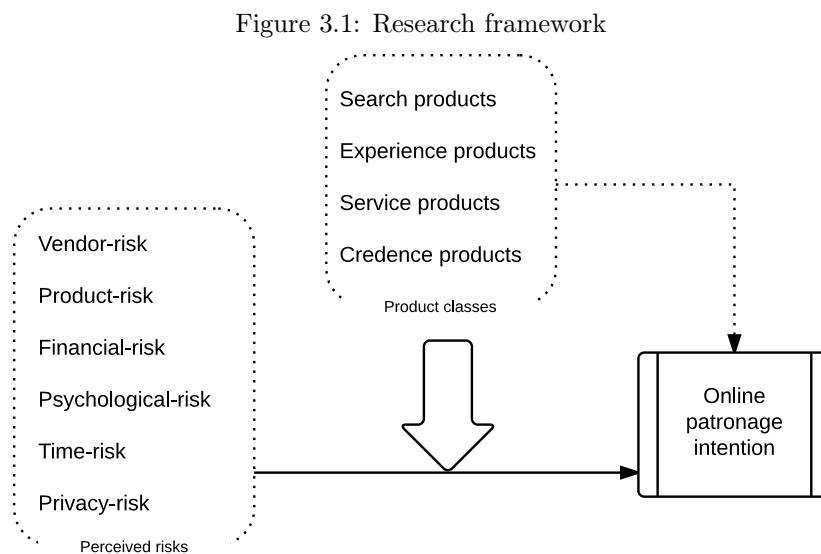 Figure 3.1: Research framework
Search products
Experience products
Service products
Credence products
Product classes
Vendor-risk
Product-risk
Financial-risk
Psychological-risk
Time-risk
Privacy-risk
Perceived risks
Online
patronage
intention